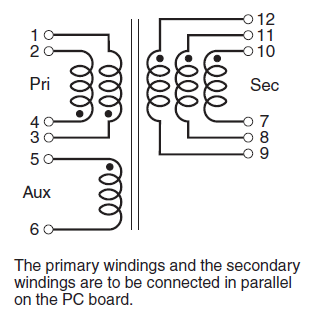 12
1
11
2
10
Pri
Sec
4
7
3
8
5
9
Aux
6
The primary windings and the secondary
windings are to be connected in parallel
on the PC board.